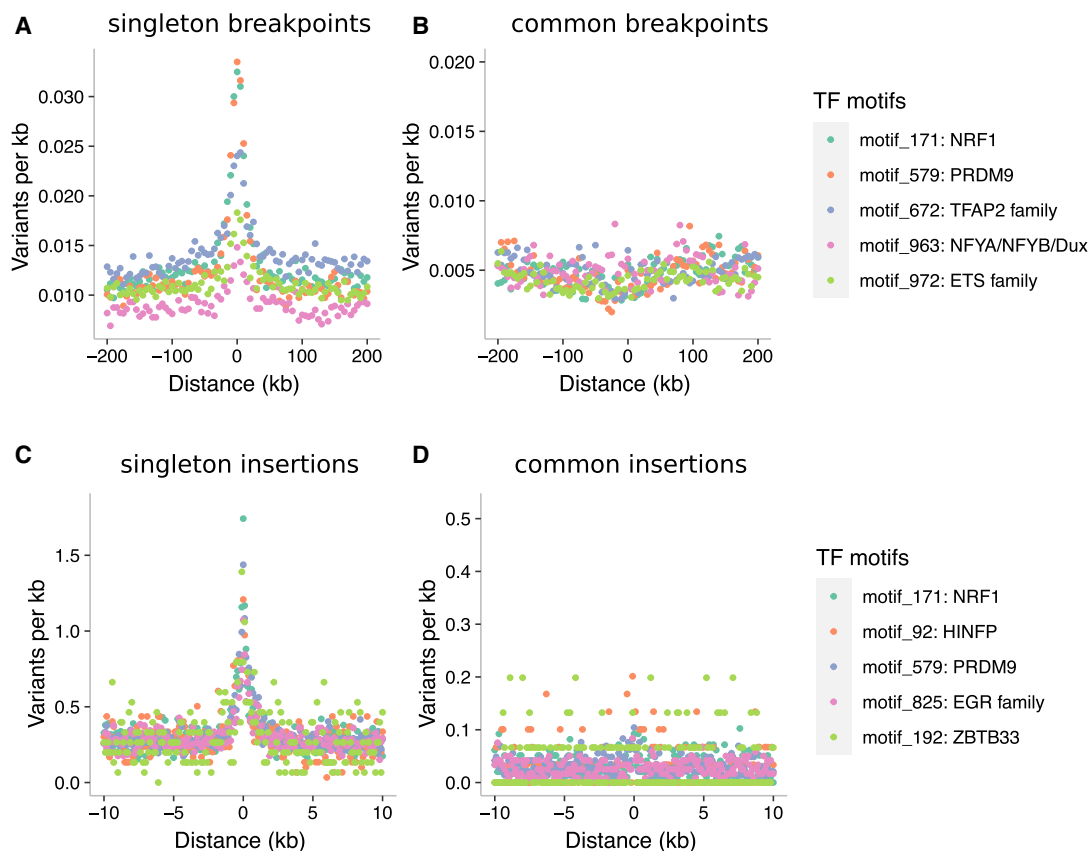 A
singleton breakpoints
Variants per kb
0.030
0.025
0.020
0.015
0.010
−200
−100
0
100
200
Distance (kb)
B
common breakpoints
Variants per kb
0.020
0.015
0.010
0.005
−200
−100
0
100
200
Distance (kb)
TF motifs
motif_171: NRF1
motif_579: PRDM9
motif_672: TFAP2 family
motif_963: NFYA/NFYB/Dux
motif_972: ETS family
C
singleton insertions
Variants per kb
1.5
1.0
0.5
0.0
−10
−5
0
5
10
Distance (kb)
D
common insertions
Variants per kb
0.5
0.4
0.3
0.2
0.1
0.0
−10
−5
0
5
10
Distance (kb)
TF motifs
motif_171: NRF1
motif_92: HINFP
motif_579: PRDM9
motif_825: EGR family
motif_192: ZBTB33